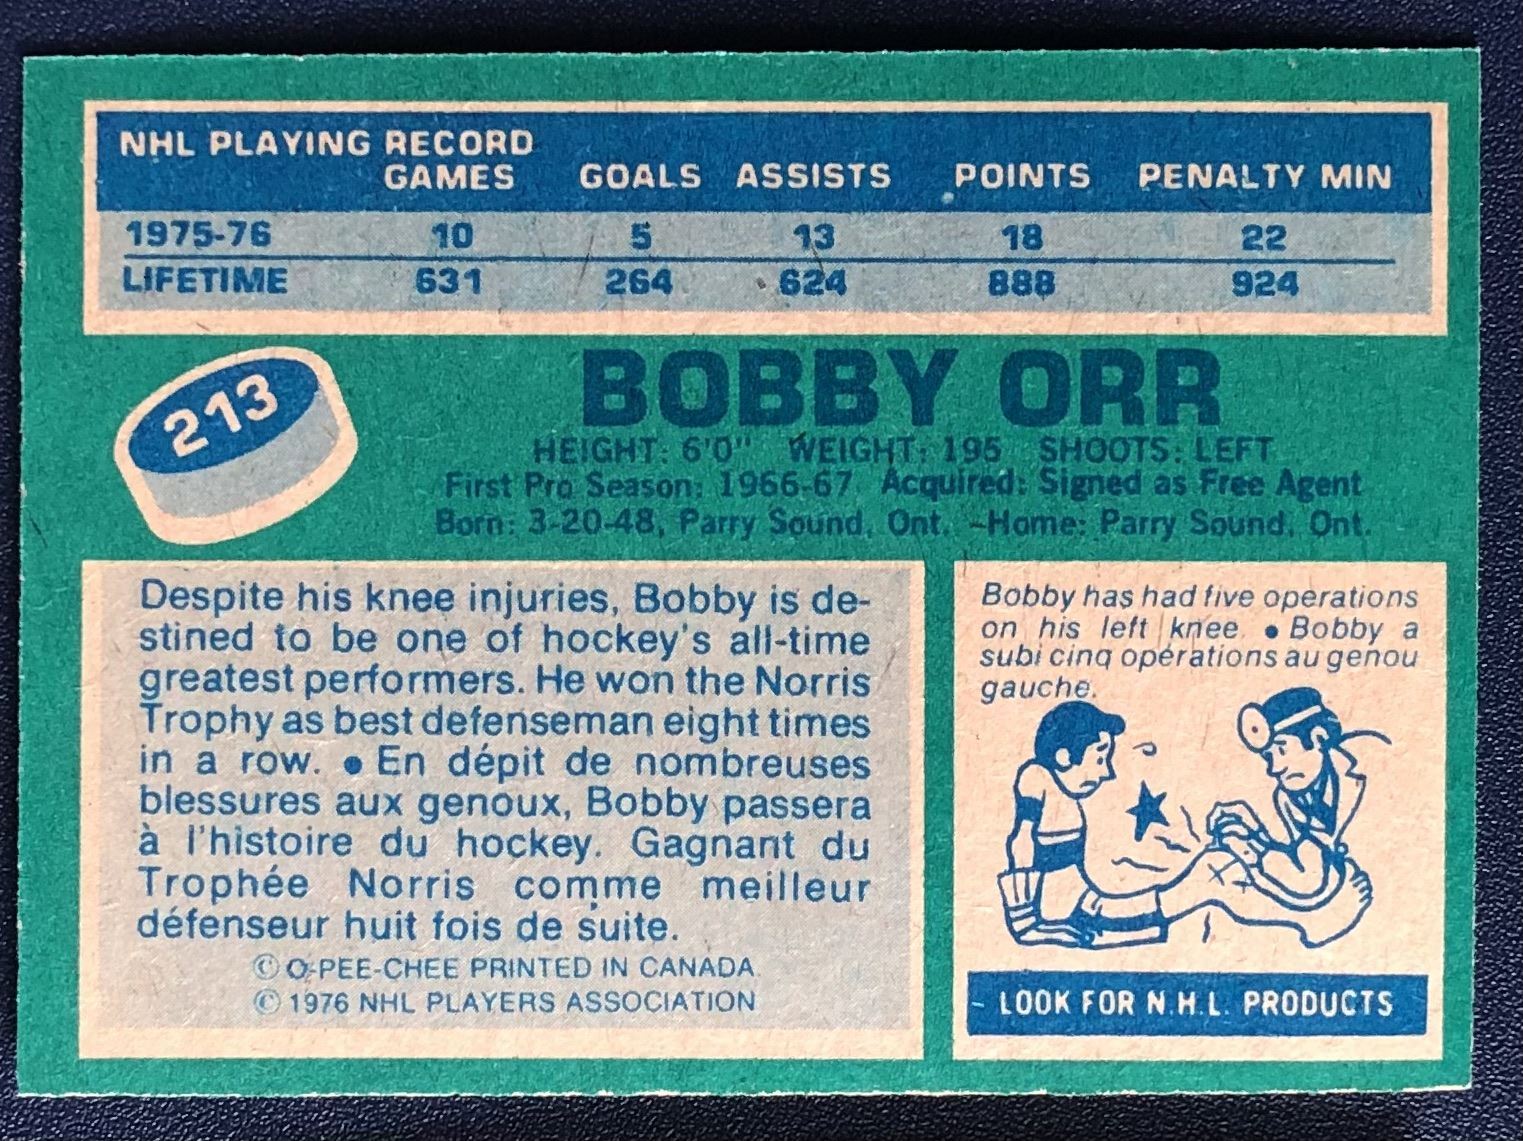 NHL PLAYING RECORD
GAMES GOALS ASSISTS POINTS PENALTY MIN
1975-76 10 5 13 18 22
LIFETIME 631 264 624 888 924
213
BOBBY ORR
HEIGHT: 6'0" WEIGHT: 195 SHOOTS: LEFT
First Pro Season: 1966-67 Acquired: Signed as Free Agent
Born: 3-20-48, Parry Sound, Ont. -Home: Parry Sound, Ont.
Despite his knee injuries, Bobby is de-
stined to be one of hockey's all-time
greatest performers. He won the Norris
Trophy as best defenseman eight times
in a row. • En dépit de nombreuses
blessures aux genoux, Bobby passera
à l'histoire du hockey. Gagnant du
Trophée Norris comme meilleur
défenseur huit fois de suite.
© O-PEE-CHEE PRINTED IN CANADA
© 1976 NHL PLAYERS ASSOCIATION
Bobby has had five operations
on his left knee. • Bobby a
subi cinq opérations au genou
gauche.
LOOK FOR N.H.L. PRODUCTS